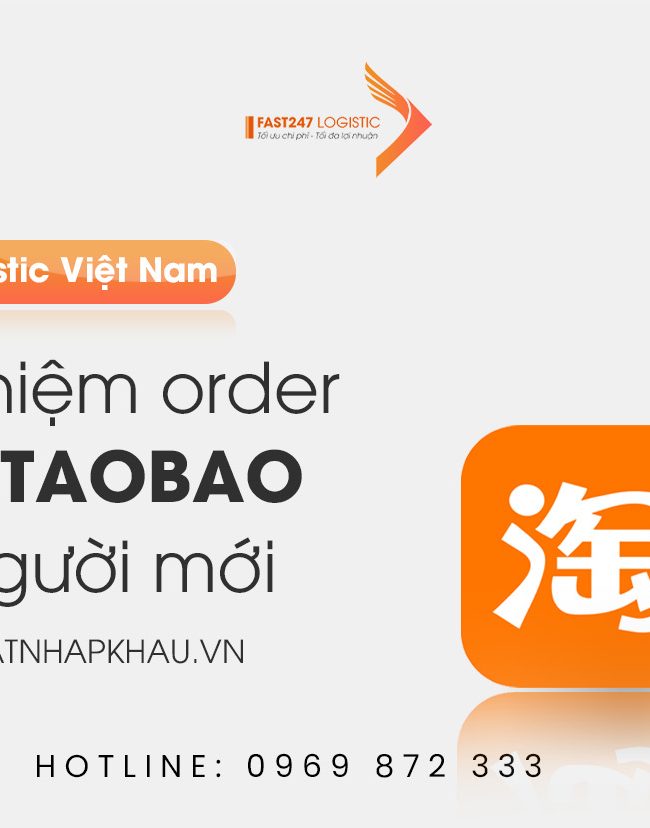 FAST247 LOGISTIC
Tối ưu chi phí - Tối đa lợi nhuận
stic Việt Nam
hiệm order
TAOBAO
gười mới
ATNHAPKHAU.VN
淘
HOTLINE: 0969 872 333